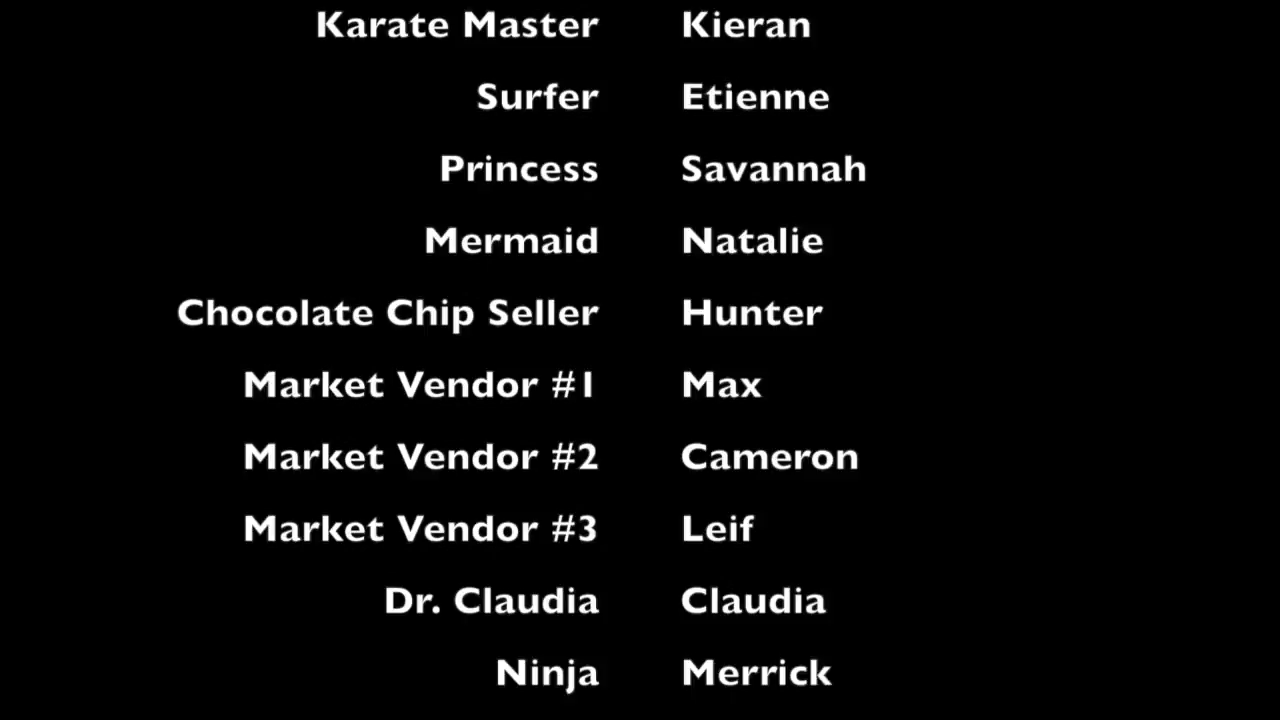 Karate Master Kieran
Surfer Etienne
Princess Savannah
Mermaid Natalie
Chocolate Chip Seller Hunter
Market Vendor #1 Max
Market Vendor #2 Cameron
Market Vendor #3 Leif
Dr. Claudia Claudia
Ninja Merrick